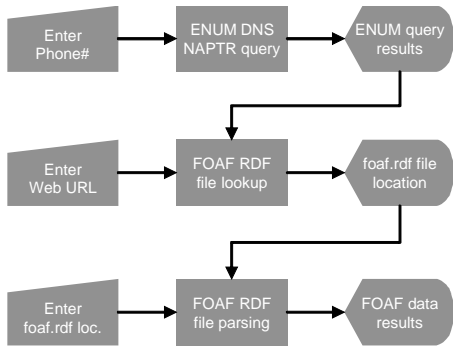 Enter
Phone#
ENUM DNS
NAPTR query
ENUM query
results
Enter
Web URL
FOAF RDF
file lookup
foaf.rdf file
location
Enter
foaf.rdf loc.
FOAF RDF
file parsing
FOAF data
results